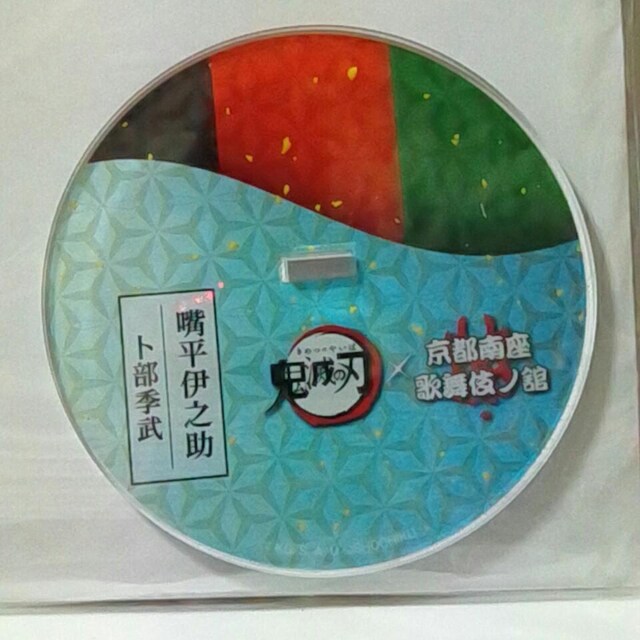 嘴平伊之助
卜部季武
鬼滅の刃
×
京都南座
歌舞伎ノ館